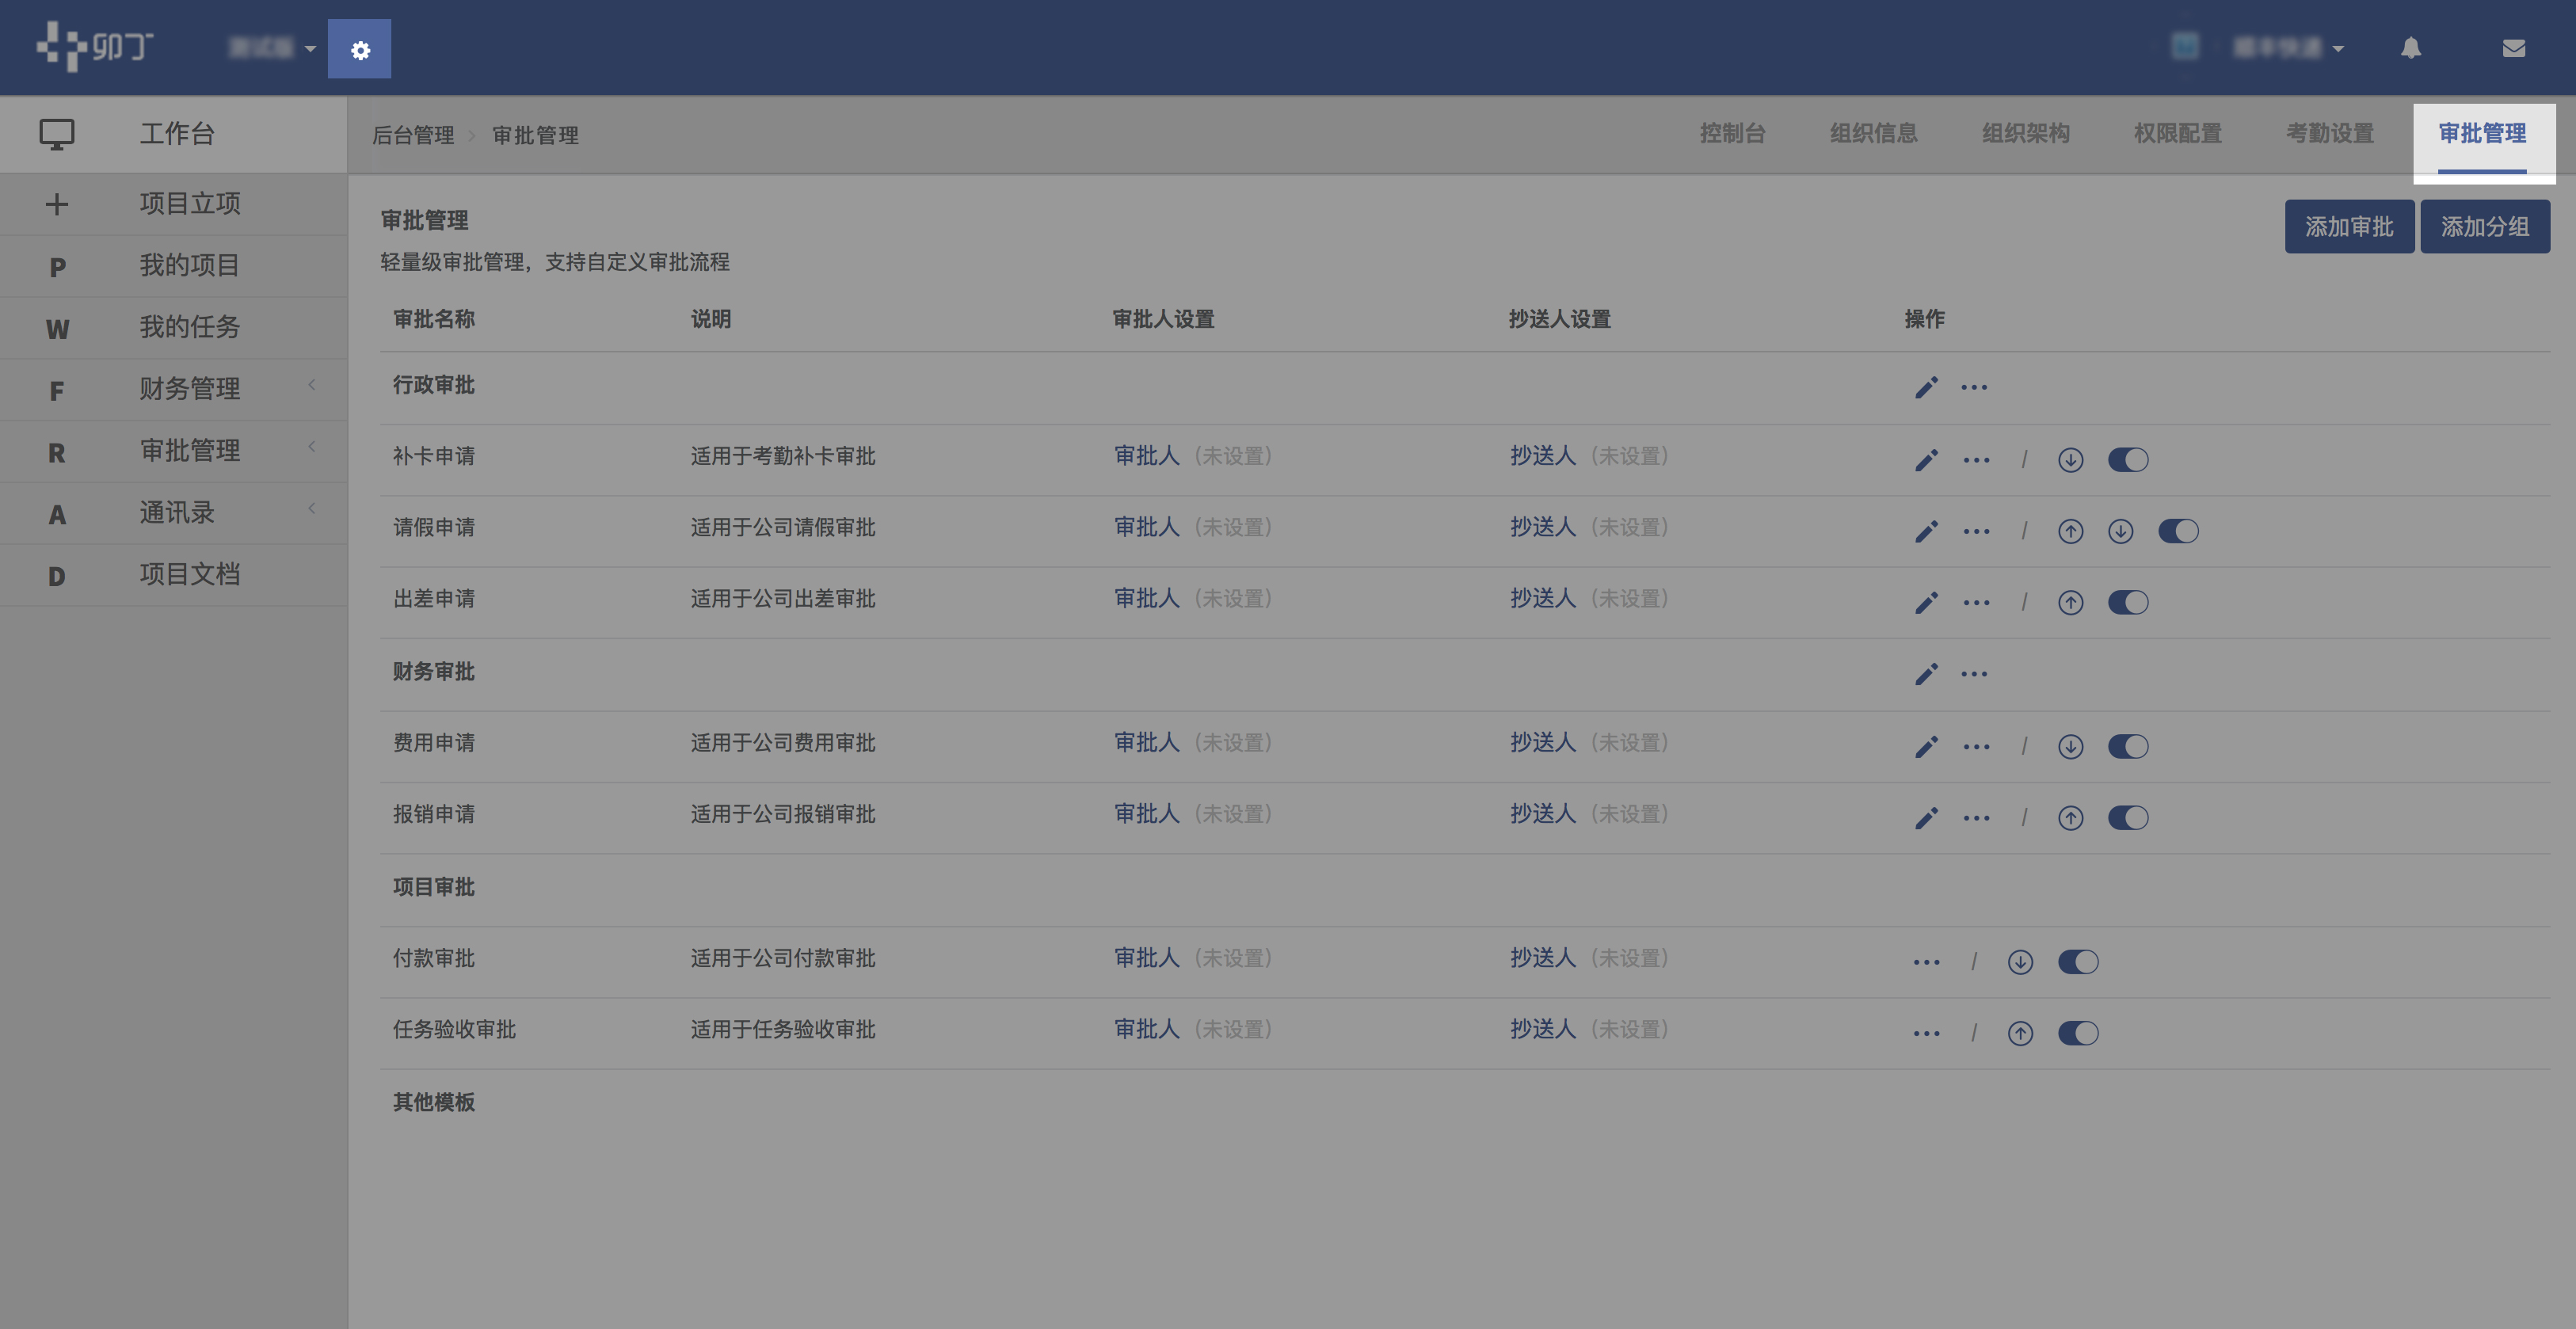 卯丁
工作台
后台管理 审批管理 控制台 组织信息 组织架构 权限配置 考勤设置 审批管理
+ 项目立项
P 我的项目
W 我的任务
F 财务管理
R 审批管理
A 通讯录
D 项目文档
审批管理
轻量级审批管理，支持自定义审批流程
添加审批 添加分组
审批名称 说明 审批人设置 抄送人设置 操作
行政审批
补卡申请 适用于考勤补卡审批 审批人（未设置） 抄送人（未设置） /
请假申请 适用于公司请假审批 审批人（未设置） 抄送人（未设置） /
出差申请 适用于公司出差审批 审批人（未设置） 抄送人（未设置） /
财务审批
费用申请 适用于公司费用审批 审批人（未设置） 抄送人（未设置） /
报销申请 适用于公司报销审批 审批人（未设置） 抄送人（未设置） /
项目审批
付款审批 适用于公司付款审批 审批人（未设置） 抄送人（未设置） /
任务验收审批 适用于任务验收审批 审批人（未设置） 抄送人（未设置） /
其他模板